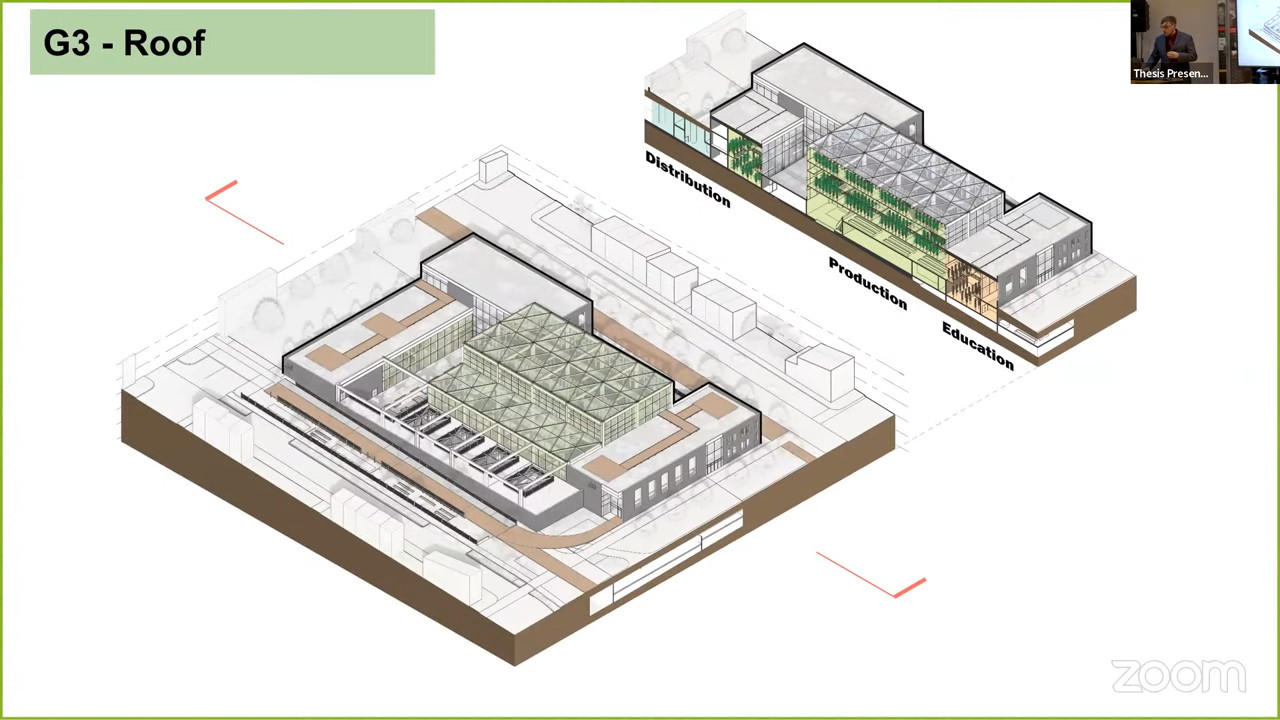 G3 - Roof
Thesis Presen...
Distribution
Production
Education
zoom